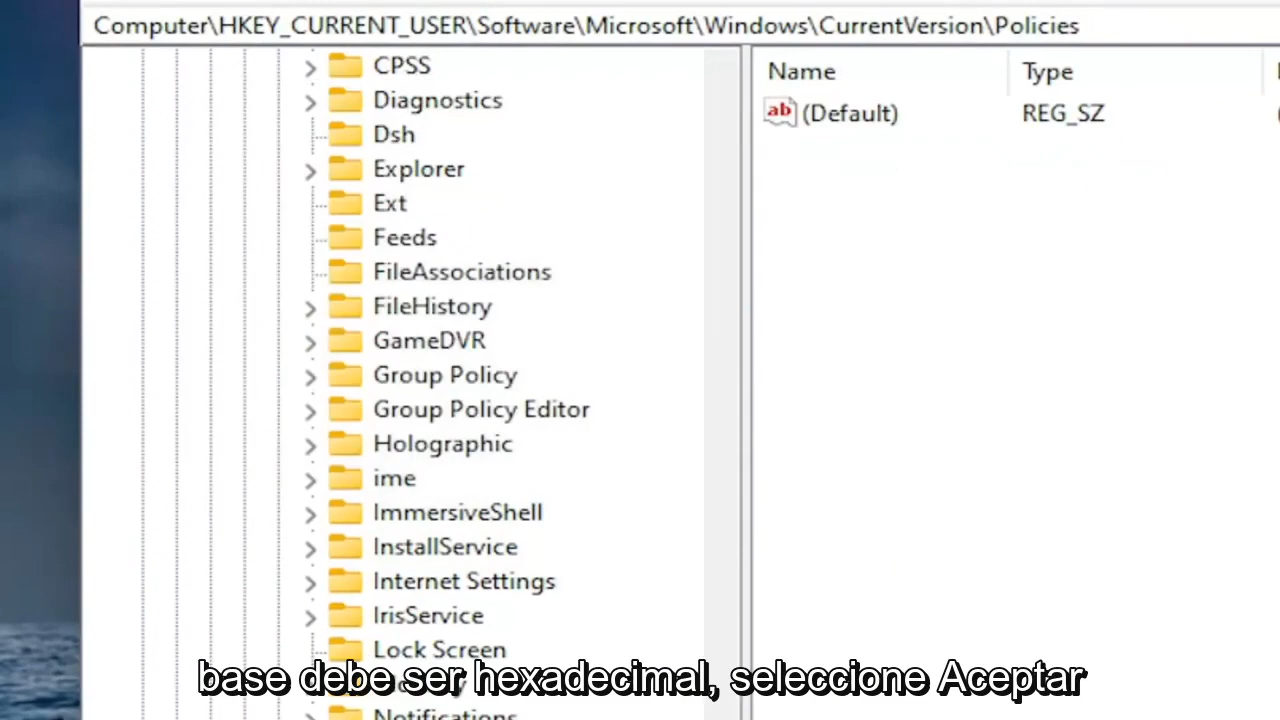 Computer\HKEY_CURRENT_USER\Software\Microsoft\Windows\CurrentVersion\Policies
Name Type
ab (Default) REG_SZ
CPSS
Diagnostics
Dsh
Explorer
Ext
Feeds
FileAssociations
FileHistory
GameDVR
Group Policy
Group Policy Editor
Holographic
ime
ImmersiveShell
InstallService
Internet Settings
IrisService
Lock Screen
Notifications
base debe ser hexadecimal, seleccione Aceptar